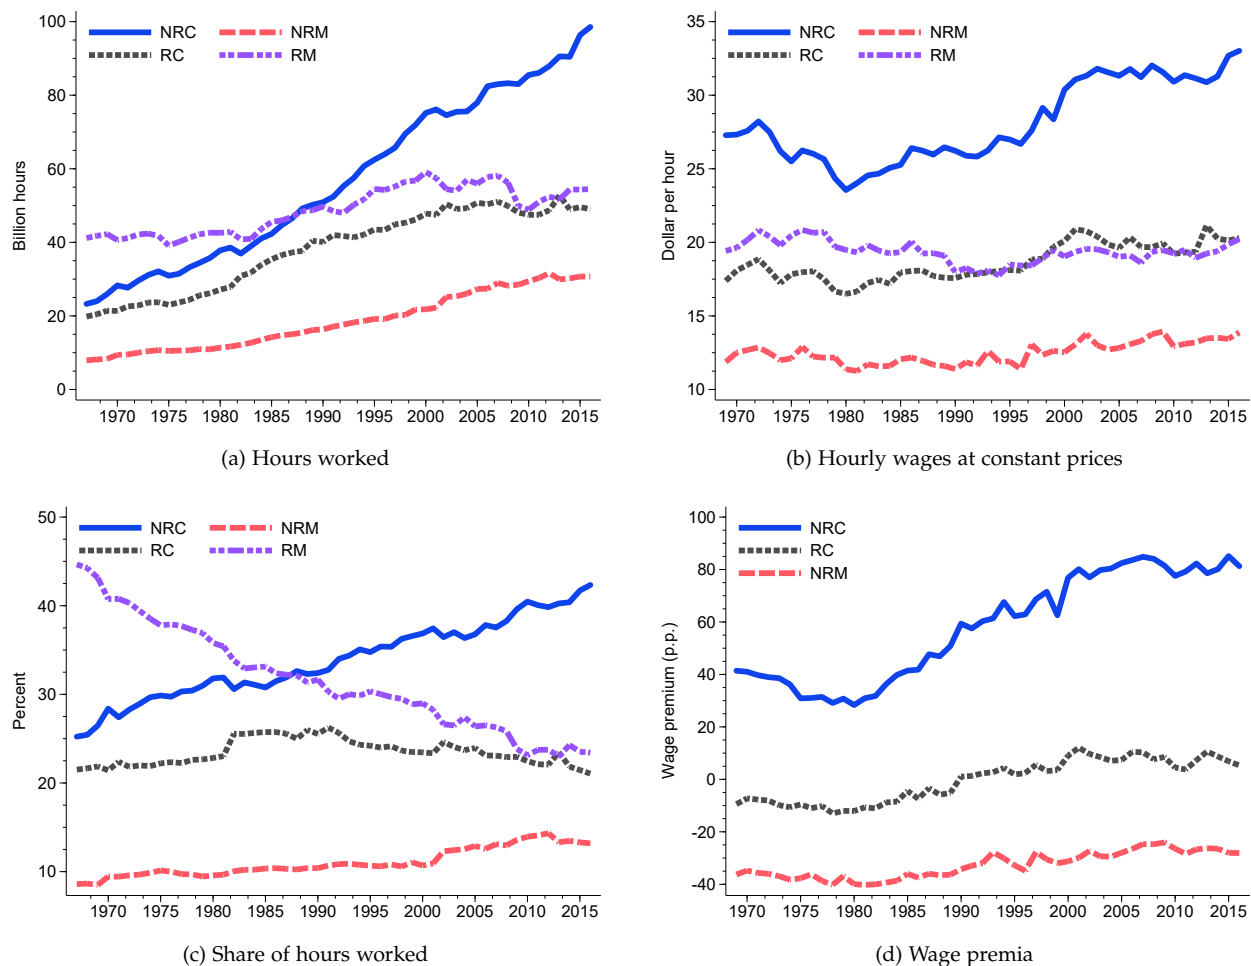 NRC NRM
RC RM
Billion hours
100
80
60
40
20
0
1970 1975 1980 1985 1990 1995 2000 2005 2010 2015
(a) Hours worked
NRC NRM
RC RM
Dollar per hour
35
30
25
20
15
10
1970 1975 1980 1985 1990 1995 2000 2005 2010 2015
(b) Hourly wages at constant prices
NRC NRM
RC RM
Percent
50
40
30
20
10
1970 1975 1980 1985 1990 1995 2000 2005 2010 2015
(c) Share of hours worked
NRC
RC
NRM
Wage premium (p.p.)
100
80
60
40
20
0
-20
-40
1970 1975 1980 1985 1990 1995 2000 2005 2010 2015
(d) Wage premia